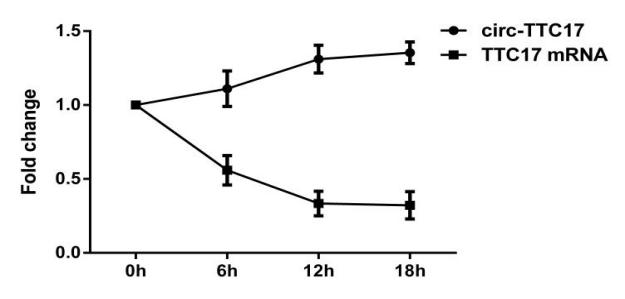 circ-TTC17
TTC17 mRNA
Fold change
1.5
1.0
0.5
0.0
0h 6h 12h 18h